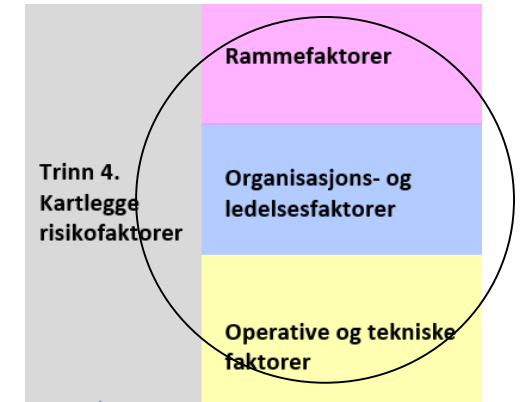 Rammefaktorer
Trinn 4.
Kartlegge
risikofaktorer
Organisasjons- og
ledelsesfaktorer
Operative og tekniske
faktorer